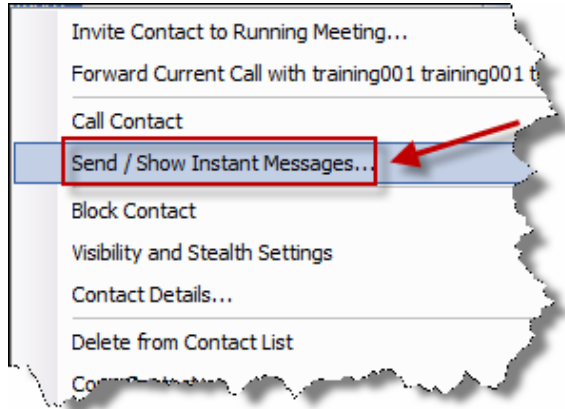 Invite Contact to Running Meeting...
Forward Current Call with training001 training001
Call Contact
Send / Show Instant Messages...
Block Contact
Visibility and Stealth Settings
Contact Details...
Delete from Contact List